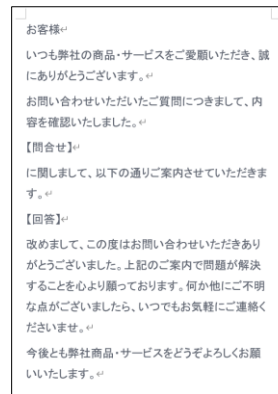 お客様↵
いつも弊社の商品・サービスをご愛顧いただき、誠
にありがとうございます。↵
お問い合わせいただいたご質問につきまして、内
容を確認いたしました。↵
【問合せ】↵
に関しまして、以下の通りご案内させていただきま
す。↵
【回答】↵
改めまして、この度はお問い合わせいただきあり
がとうございました。上記のご案内で問題が解決
することを心より願っております。何か他にご不明
な点がございましたら、いつでもお気軽にご連絡く
ださいませ。↵
今後とも弊社商品・サービスをどうぞよろしくお願
いいたします。↵